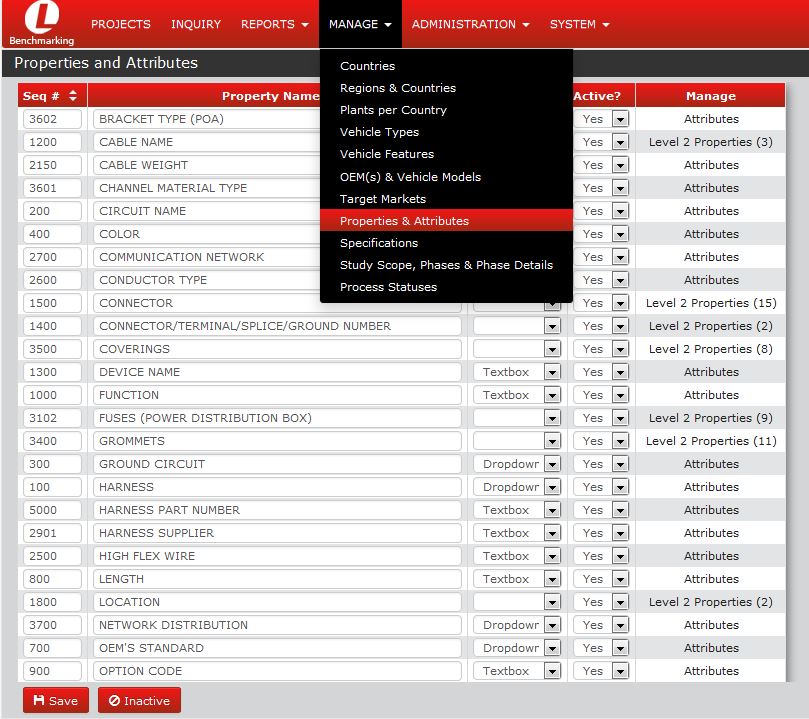 L
Benchmarking
PROJECTS INQUIRY REPORTS MANAGE ADMINISTRATION SYSTEM
Properties and Attributes
Countries
Regions & Countries
Plants per Country
Vehicle Types
Vehicle Features
OEM(s) & Vehicle Models
Target Markets
Properties & Attributes
Specifications
Study Scope, Phases & Phase Details
Process Statuses
Seq # Property Name Active? Manage
3602 BRACKET TYPE (POA) Yes Attributes
1200 CABLE NAME Yes Level 2 Properties (3)
2150 CABLE WEIGHT Yes Attributes
3601 CHANNEL MATERIAL TYPE Yes Attributes
200 CIRCUIT NAME Yes Attributes
400 COLOR Yes Attributes
2700 COMMUNICATION NETWORK Yes Attributes
2600 CONDUCTOR TYPE Yes Attributes
1500 CONNECTOR Yes Level 2 Properties (15)
1400 CONNECTOR/TERMINAL/SPLICE/GROUND NUMBER Yes Level 2 Properties (2)
3500 COVERINGS Yes Level 2 Properties (8)
1300 DEVICE NAME Textbox Yes Attributes
1000 FUNCTION Textbox Yes Attributes
3102 FUSES (POWER DISTRIBUTION BOX) Yes Level 2 Properties (9)
3400 GROMMETS Yes Level 2 Properties (11)
300 GROUND CIRCUIT Dropdowr Yes Attributes
100 HARNESS Dropdowr Yes Attributes
5000 HARNESS PART NUMBER Textbox Yes Attributes
2901 HARNESS SUPPLIER Textbox Yes Attributes
2500 HIGH FLEX WIRE Textbox Yes Attributes
800 LENGTH Textbox Yes Attributes
1800 LOCATION Yes Level 2 Properties (2)
3700 NETWORK DISTRIBUTION Dropdowr Yes Attributes
700 OEM'S STANDARD Dropdowr Yes Attributes
900 OPTION CODE Textbox Yes Attributes
Save Inactive